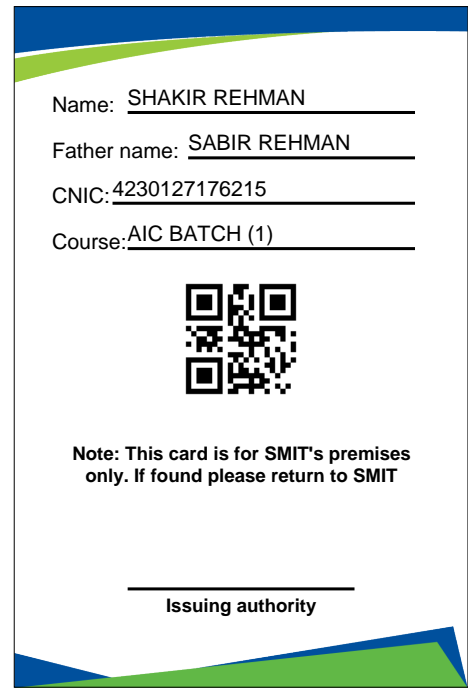 Name: SHAKIR REHMAN
Father name: SABIR REHMAN
CNIC: 4230127176215
Course: AIC BATCH (1)
Note: This card is for SMIT's premises
only. If found please return to SMIT
Issuing authority